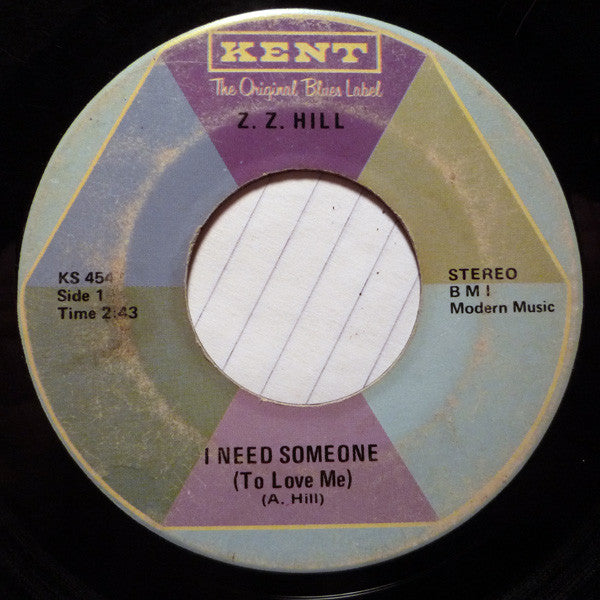 KENT
The Original Blues Label
Z. Z. HILL
KS 454
Side 1
Time 2:43
STEREO
B M I
Modern Music
I NEED SOMEONE
(To Love Me)
(A. Hill)